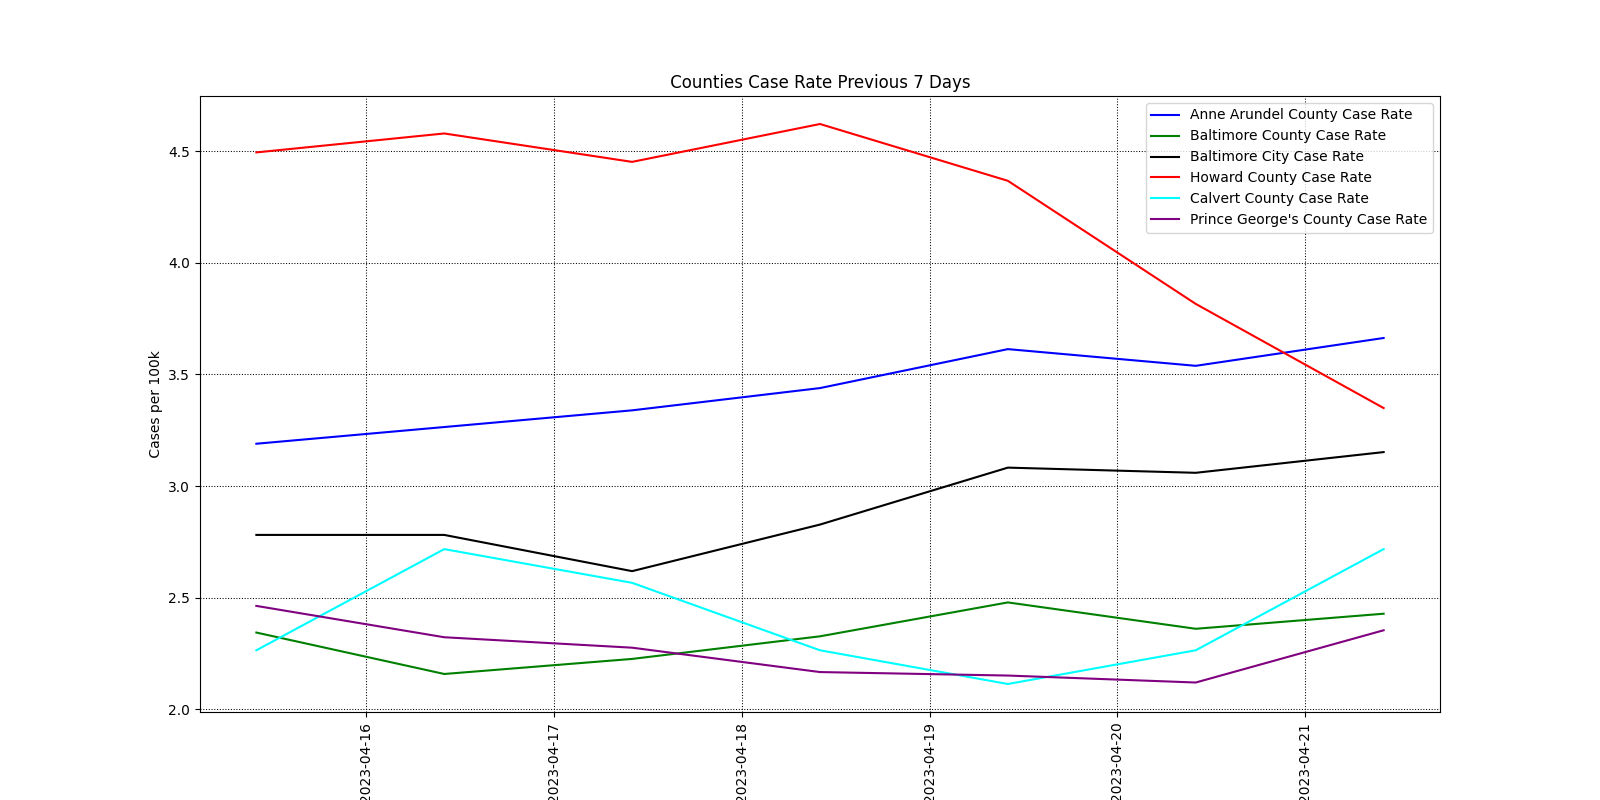 Counties Case Rate Previous 7 Days
Anne Arundel County Case Rate
Baltimore County Case Rate
Baltimore City Case Rate
Howard County Case Rate
Calvert County Case Rate
Prince George's County Case Rate
Cases per 100k
4.5
4.0
3.5
3.0
2.5
2.0
2023-04-16
2023-04-17
2023-04-18
2023-04-19
2023-04-20
2023-04-21